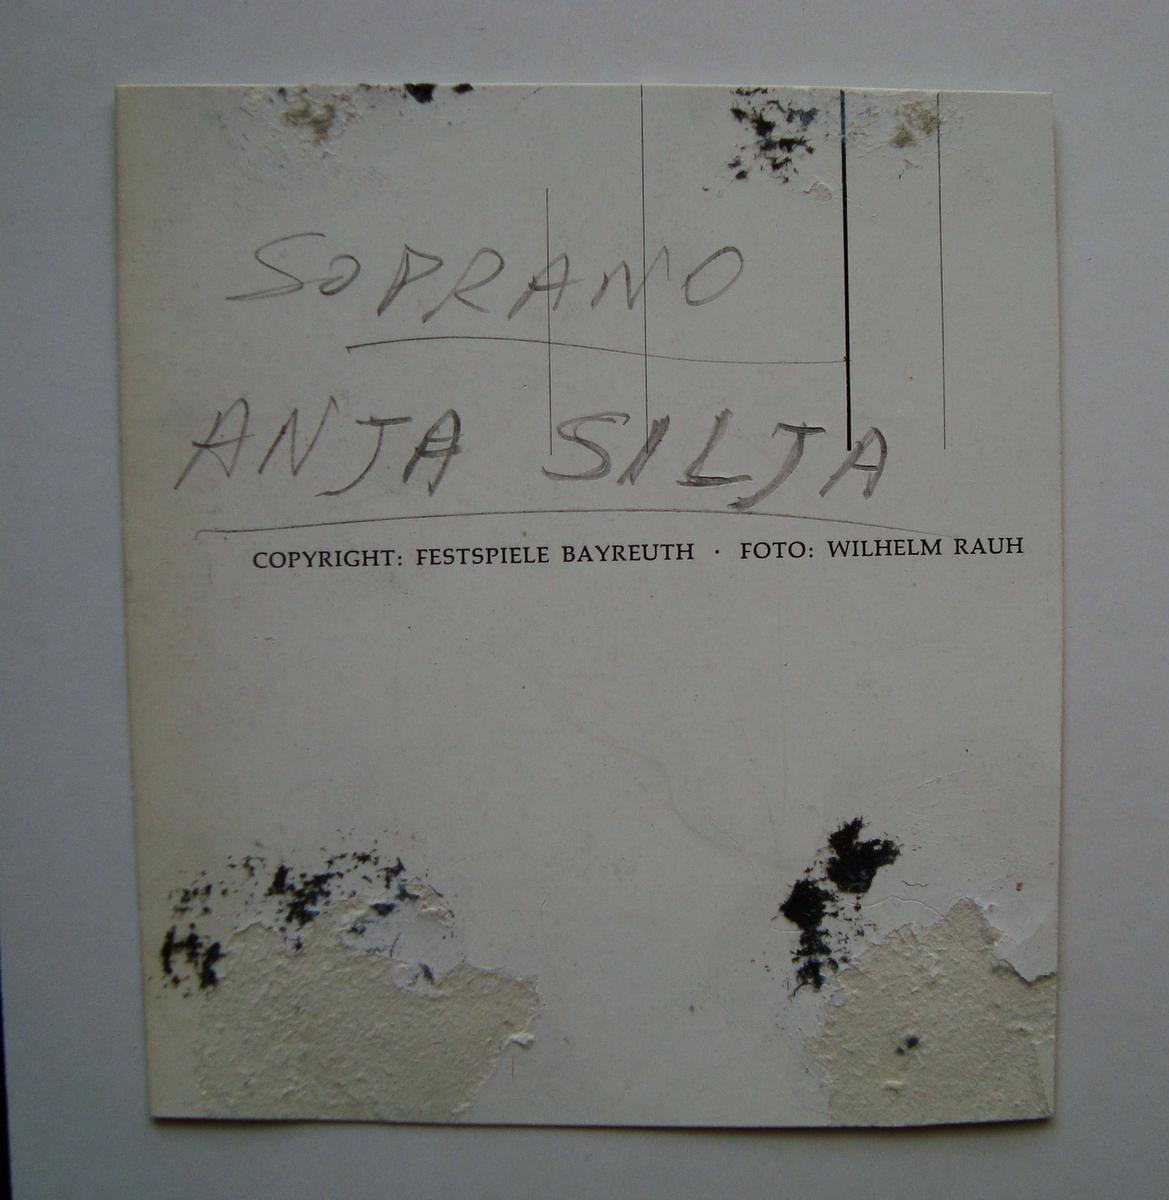 SOPRANO
ANJA SILJA
COPYRIGHT: FESTSPIELE BAYREUTH · FOTO: WILHELM RAUH